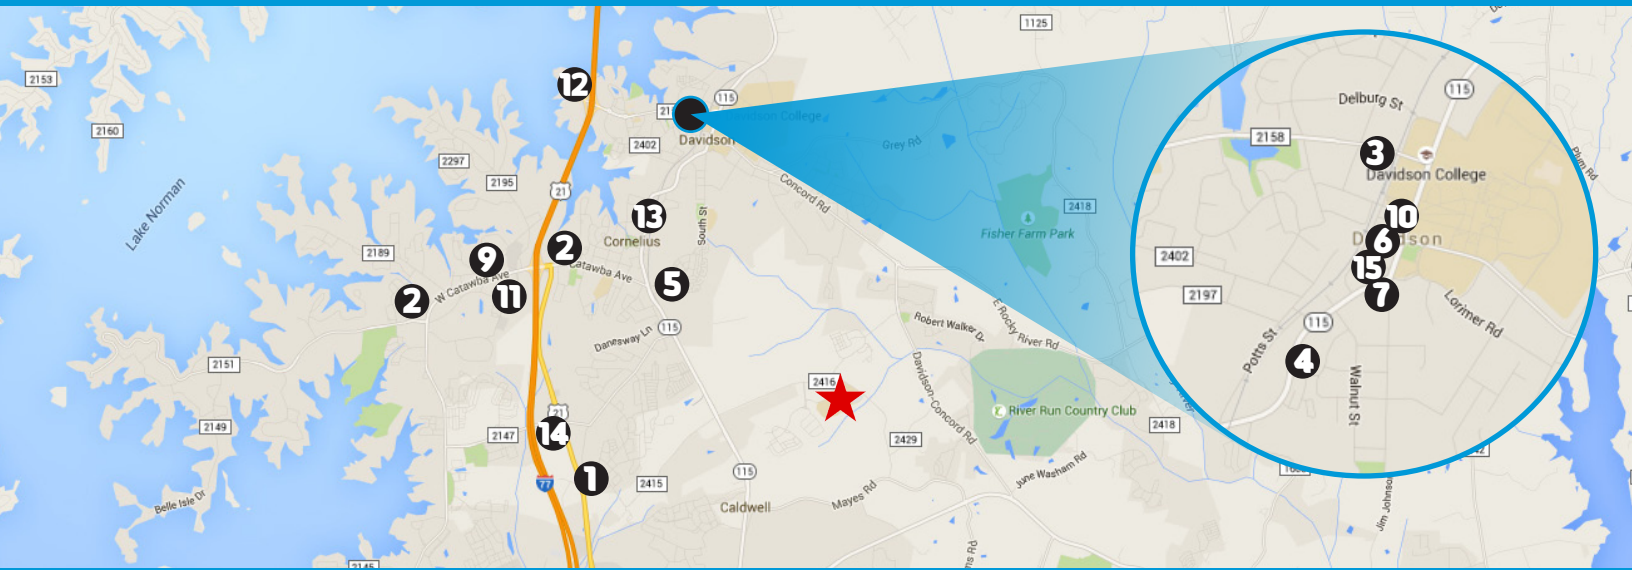 1125
2153
12
115
Davidson College
Davidson
2160
2402
Grey Rd
2297
2195
21
Concord Rd
2418
Lake Norman
13
Cornelius
South St
Fisher Farm Park
2189
9
2
Catawba Ave
W Catawba Ave
2
11
5
Danesway Ln
115
Robert Walker Dr
E Rocky River Rd
2151
2416
Davidson-Concord Rd
21
River Run Country Club
2149
2147
14
2429
2418
77
1
2415
115
Caldwell
Mayes Rd
June Washam Rd
Belle Isle Dr
2145
Jim Johnson
115
Delburg St
2158
3
Davidson College
Plum Rd
10
6
2402
15
2197
7
Lorimer Rd
115
Potts St
4
Walnut St